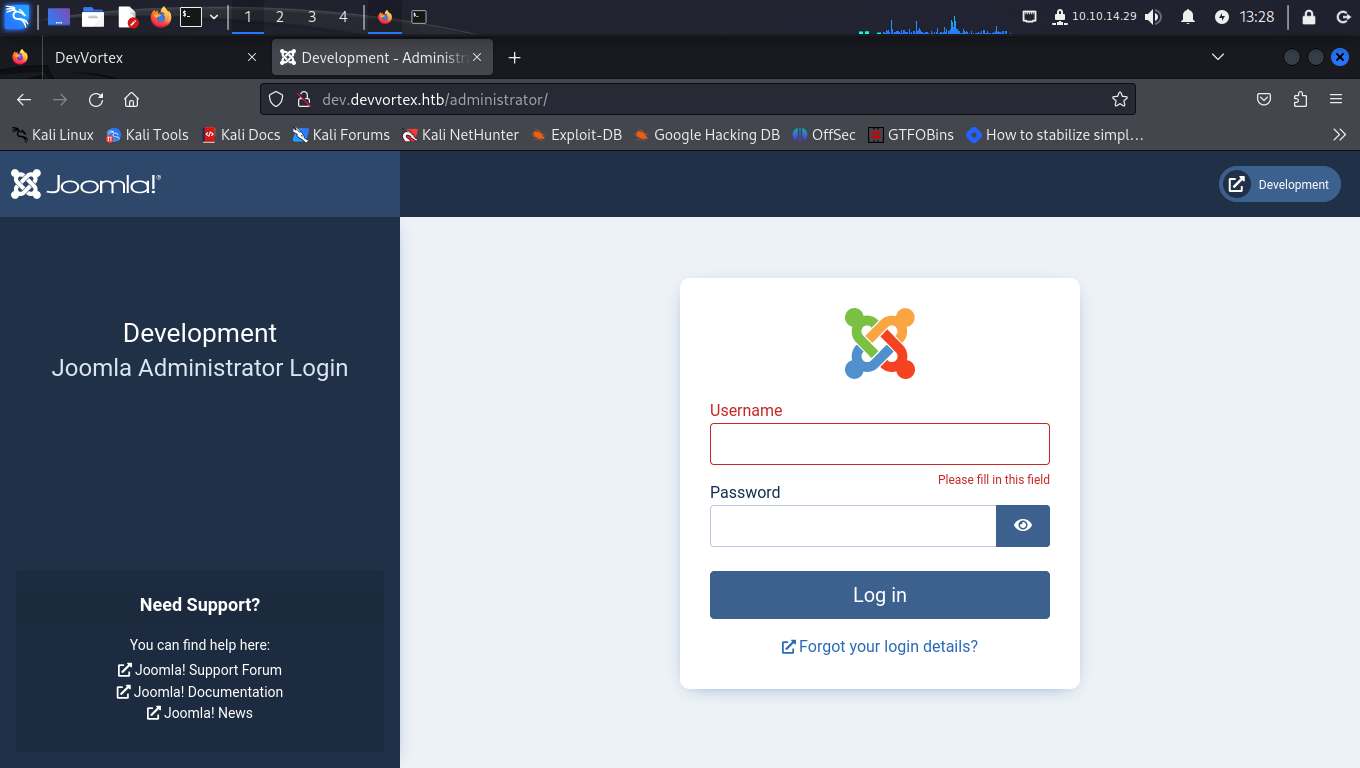 1 2 3 4 10.10.14.29 13:28
DevVortex Development - Administr
dev.devvortex.htb/administrator/
Kali Linux Kali Tools Kali Docs Kali Forums Kali NetHunter Exploit-DB Google Hacking DB OffSec GTFOBins How to stabilize simpl…
Joomla!® Development
Development
Joomla Administrator Login
Username
Please fill in this field
Password
Log in
Forgot your login details?
Need Support?
You can find help here:
Joomla! Support Forum
Joomla! Documentation
Joomla! News